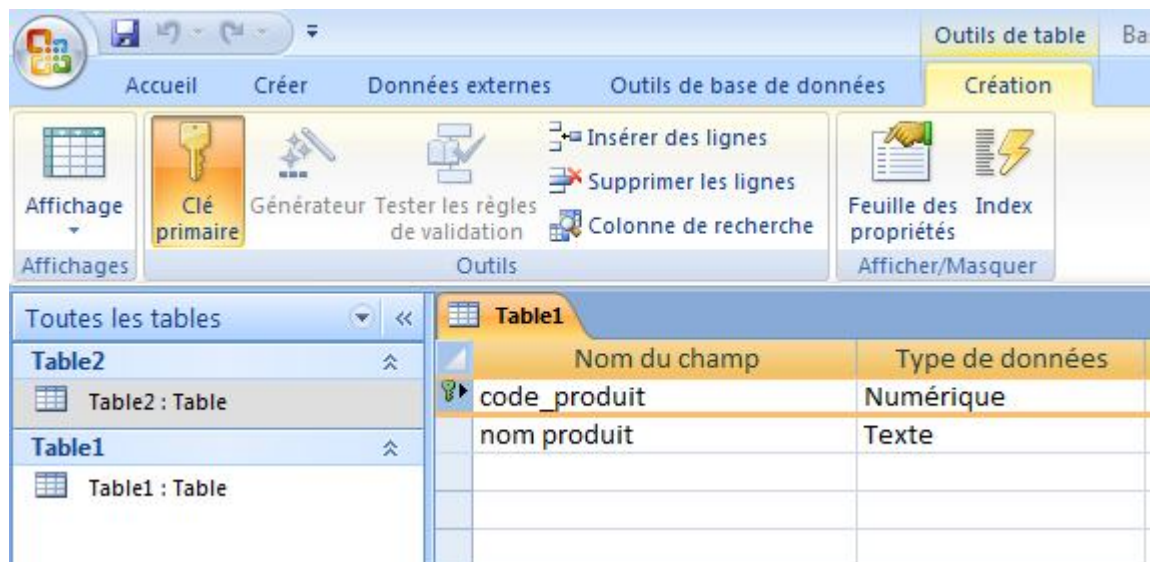 Outils de table Ba
Accueil Créer Données externes Outils de base de données Création
Affichage
Clé
primaire
Générateur
Tester les règles
de validation
Insérer des lignes
Supprimer les lignes
Colonne de recherche
Feuille des
propriétés
Index
Affichages Outils Afficher/Masquer
Toutes les tables
Table2
Table2 : Table
Table1
Table1 : Table
Table1
Nom du champ Type de données
code_produit Numérique
nom produit Texte